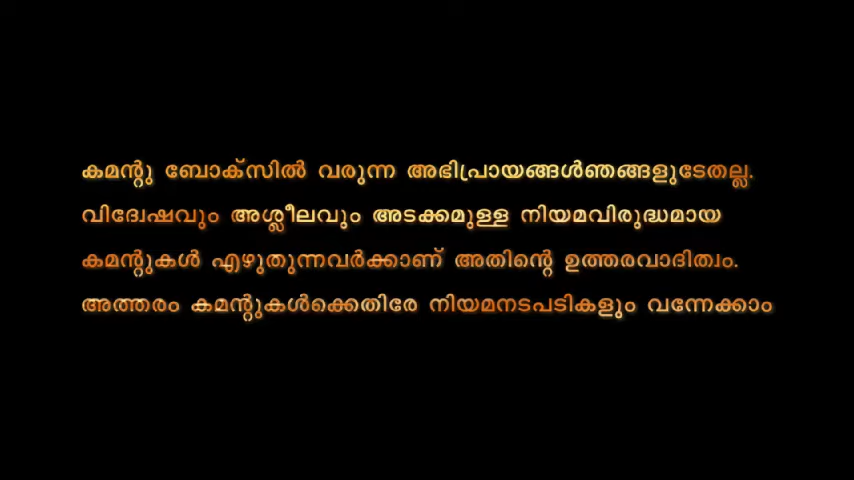 കമന്റു ബോക്സിൽ വരുന്ന അഭിപ്രായങ്ങൾഞങ്ങളുടേതല്ല.
വിദ്വേഷവും അശ്ലീലവും അടക്കമുള്ള നിയമവിരുദ്ധമായ
കമന്റുകൾ എഴുതുന്നവർക്കാണ് അതിന്റെ ഉത്തരവാദിത്വം.
അത്തരം കമന്റുകൾക്കെതിരേ നിയമനടപടികളും വന്നേക്കാം